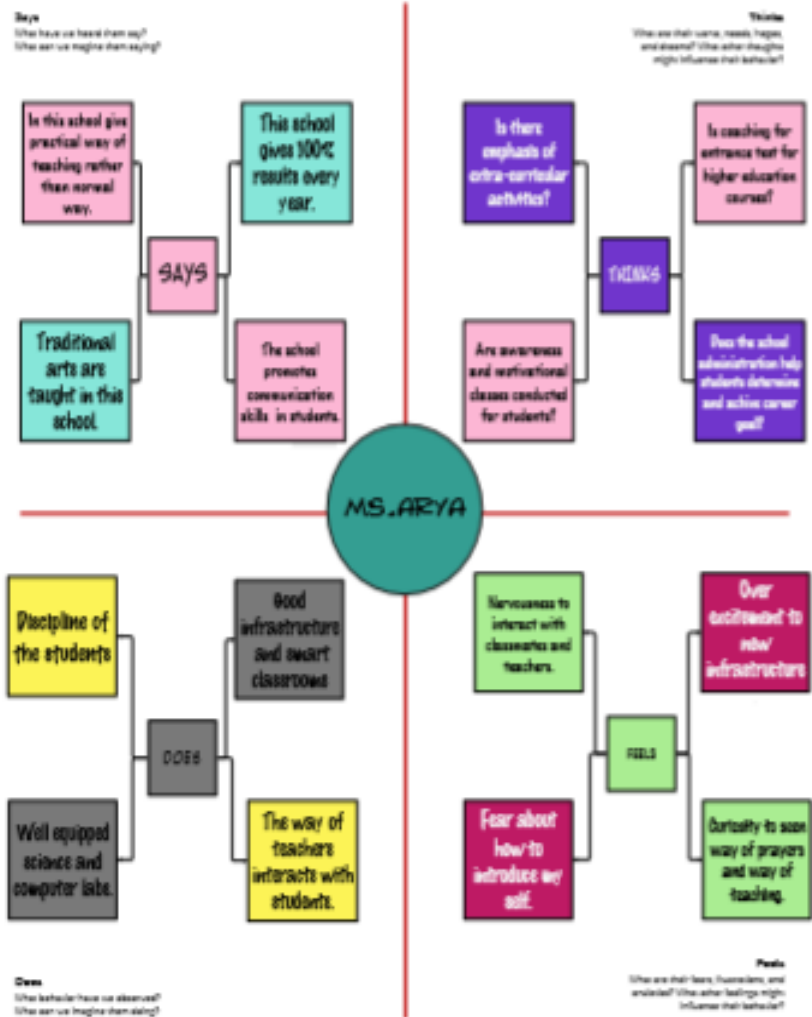 Says
What have we heard them say?
What can we imagine them saying?
Thinks
What are their wants, needs, hopes,
and dreams? What other thoughts
might influence their behavior?
In this school give
practical way of
teaching rather
than normal
way.
This school
gives 100%
results every
year.
SAYS
Traditional
arts are
taught in this
school.
The school
promotes
communication
skills in students.
Is there
emphasis of
extra-curricular
activities?
Is coaching for
entrance test for
higher education
courses?
THINKS
Are awareness
and motivational
classes conducted
for students?
Does the school
administration help
students determine
and achive career
goal?
MS.ARYA
Discipline of
the students
Good
infrastructure
and smart
classrooms
DOES
Well equipped
science and
computer labs.
The way of
teachers
interacts with
students.
Nervousness to
interact with
classmates and
teachers.
Over
excitement to
new
infrastructure
FEELS
Fear about
how to
introduce my
self.
Curiosity to seen
way of prayers
and way of
teaching.
Does
What behavior have we observed?
What can we imagine them doing?
Feels
What are their fears, frustrations, and
anxieties? What other feelings might
influence their behavior?